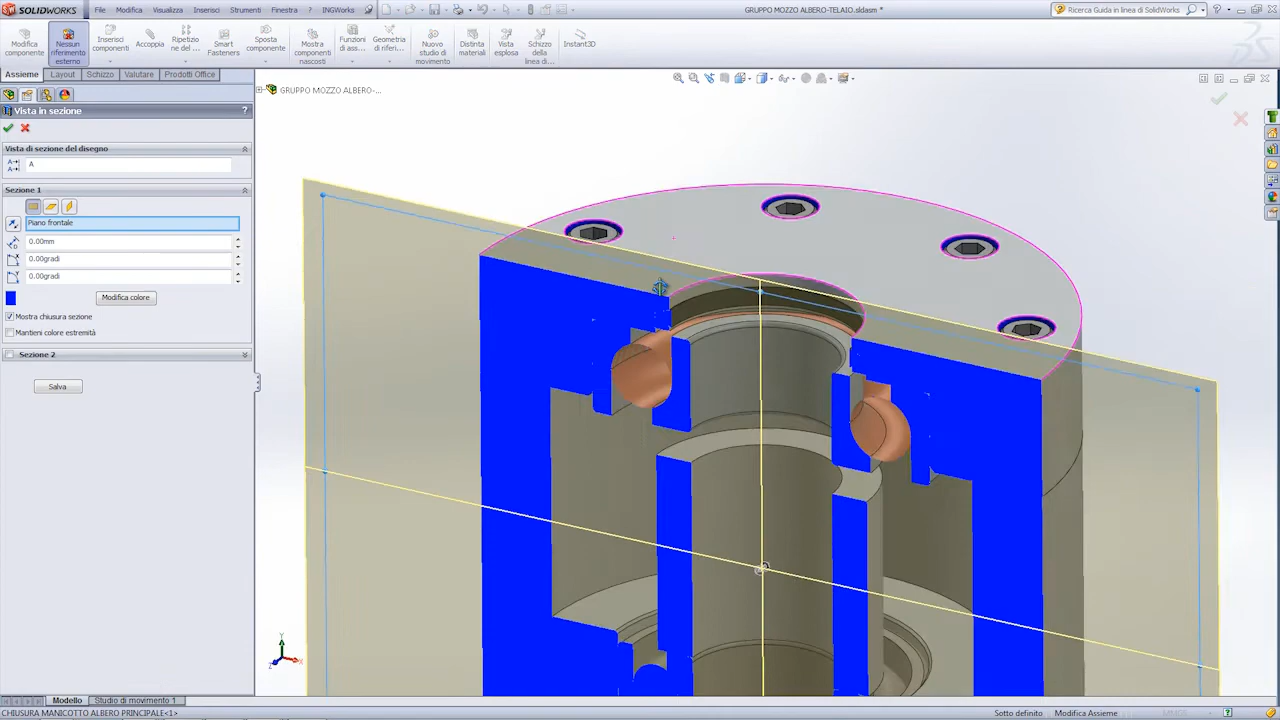 SOLIDWORKS File Modifica Visualizza Inserisci Strumenti Finestra ? INGWorks GRUPPO MOZZO ALBERO-TELAIO.sldasm * Ricerca Guida in linea di SolidWorks
Modifica componente
Nessun riferimento esterno
Inserisci componenti
Accoppia
Ripetizio ne del ...
Smart Fasteners
Sposta componente
Mostra componenti nascosti
Funzioni di ass...
Geometria di riferi...
Nuovo studio di movimento
Distinta materiali
Vista esplosa
Schizzo della linea di...
Instant3D
Assieme Layout Schizzo Valutare Prodotti Office
GRUPPO MOZZO ALBERO-...
Vista in sezione ?
Vista di sezione del disegno
A
Sezione 1
Piano frontale
0.00mm
0.00gradi
0.00gradi
Modifica colore
Mostra chiusura sezione
Mantieni colore estremità
Sezione 2
Salva
Y
X
Z
Modello Studio di movimento 1
CHIUSURA MANICOTTO ALBERO PRINCIPALE<1> Sotto definito Modifica Assieme